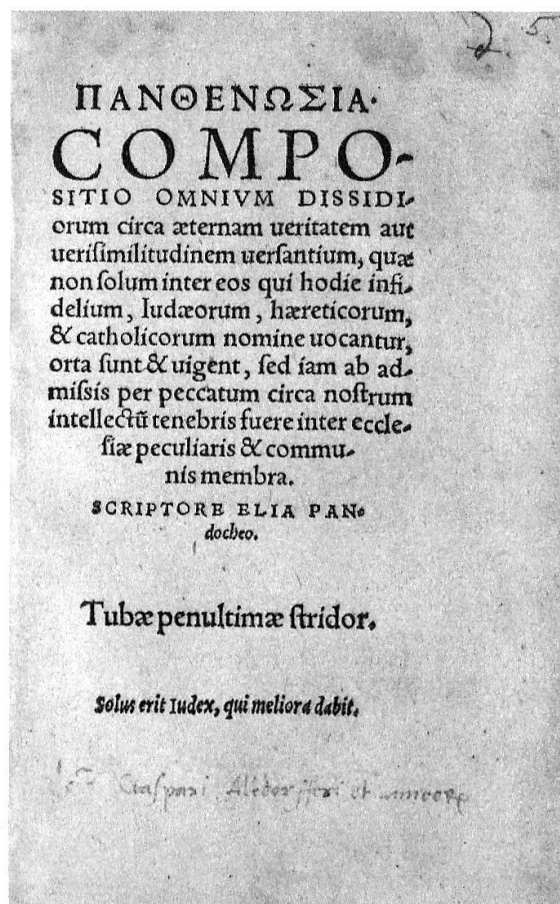 2. 5.
ΠΑΝΘΕΝΩΣΙΑ·
COMPO-
SITIO OMNIVM DISSIDI-
orum circa æternam ueritatem aut
ueriſimilitudinem uerſantium, quæ
non ſolum inter eos qui hodie infi-
delium, Iudæorum, hæreticorum,
& catholicorum nomine uocantur,
orta ſunt & uigent, ſed iam ab ad-
miſsis per peccatum circa noſtrum
intellectũ tenebris fuere inter eccle-
ſiæ peculiaris & commu-
nis membra.
SCRIPTORE ELIA PAN-
docheo.
Tubæ penultimæ ſtridor.
Solus erit Iudex, qui meliora dabit.
et